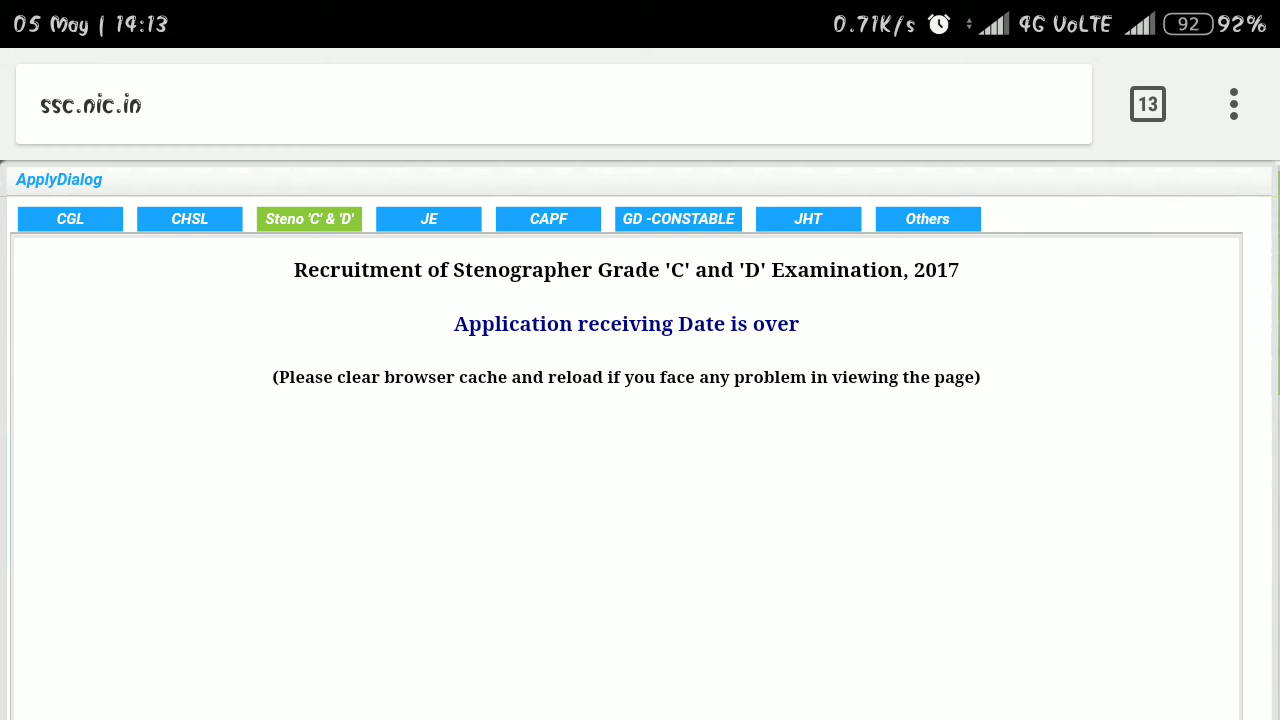 05 May | 14:13 0.71K/s 4G VoLTE 92 92%
ssc.nic.in 13
ApplyDialog
CGL CHSL Steno 'C' & 'D' JE CAPF GD -CONSTABLE JHT Others
Recruitment of Stenographer Grade 'C' and 'D' Examination, 2017
Application receiving Date is over
(Please clear browser cache and reload if you face any problem in viewing the page)